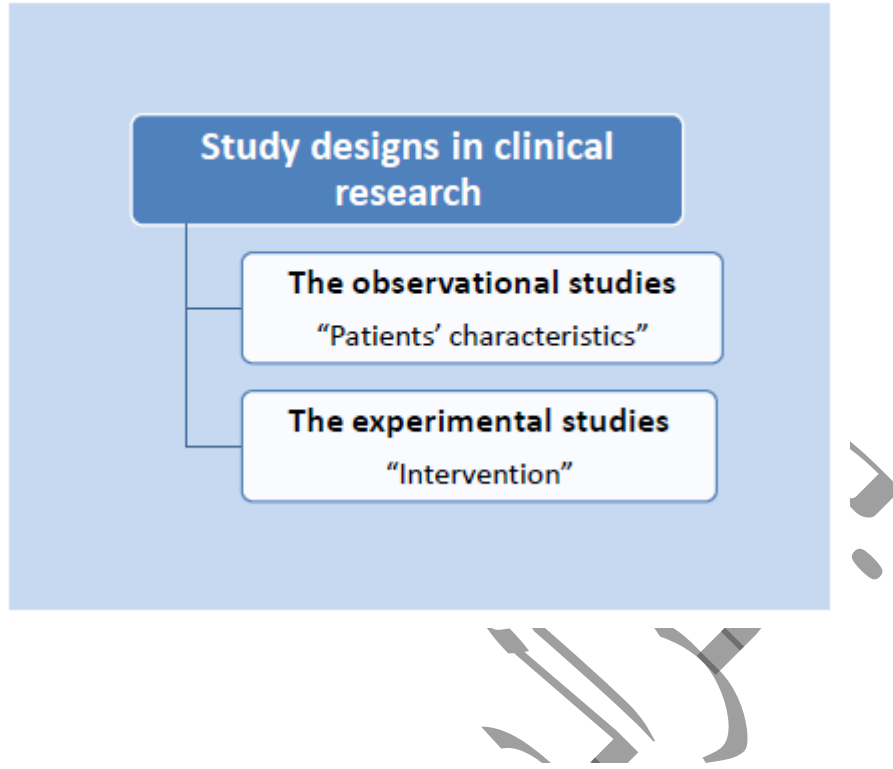 Study designs in clinical
research
The observational studies
“Patients’ characteristics”
The experimental studies
“Intervention”